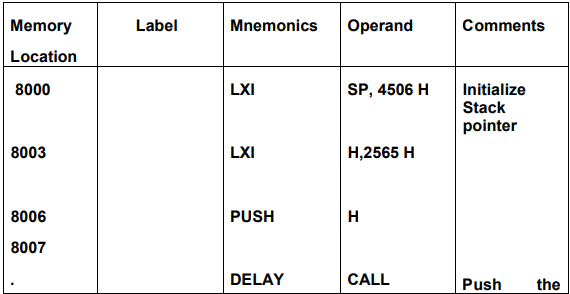 Memory Location Label Mnemonics Operand Comments
8000 LXI SP, 4506 H Initialize Stack pointer
8003 LXI H,2565 H
8006 PUSH H
8007
. DELAY CALL Push the